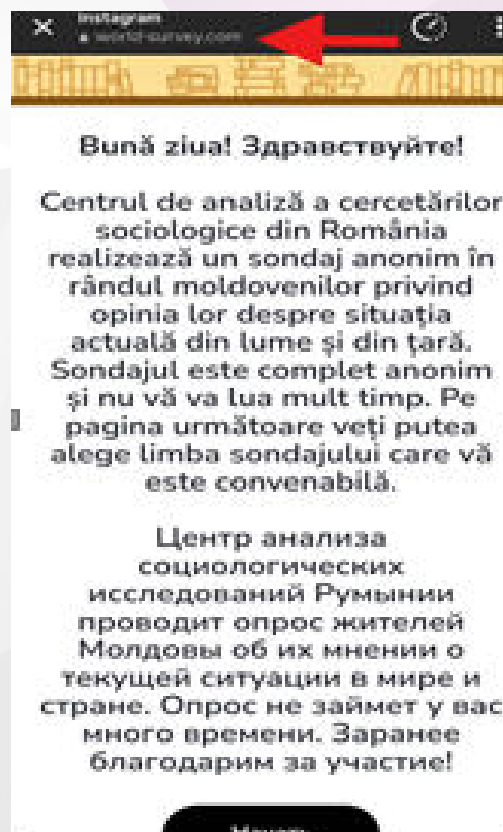 Instagram
world-survey.com
Bună ziua! Здравствуйте!
Centrul de analiză a cercetărilor
sociologice din România
realizează un sondaj anonim în
rândul moldovenilor privind
opinia lor despre situația
actuală din lume și din țară.
Sondajul este complet anonim
și nu vă va lua mult timp. Pe
pagina următoare veți putea
alege limba sondajului care vă
este convenabilă.
Центр анализа
социологических
исследований Румынии
проводит опрос жителей
Молдовы об их мнении о
текущей ситуации в мире и
стране. Опрос не займет у вас
много времени. Заранее
благодарим за участие!